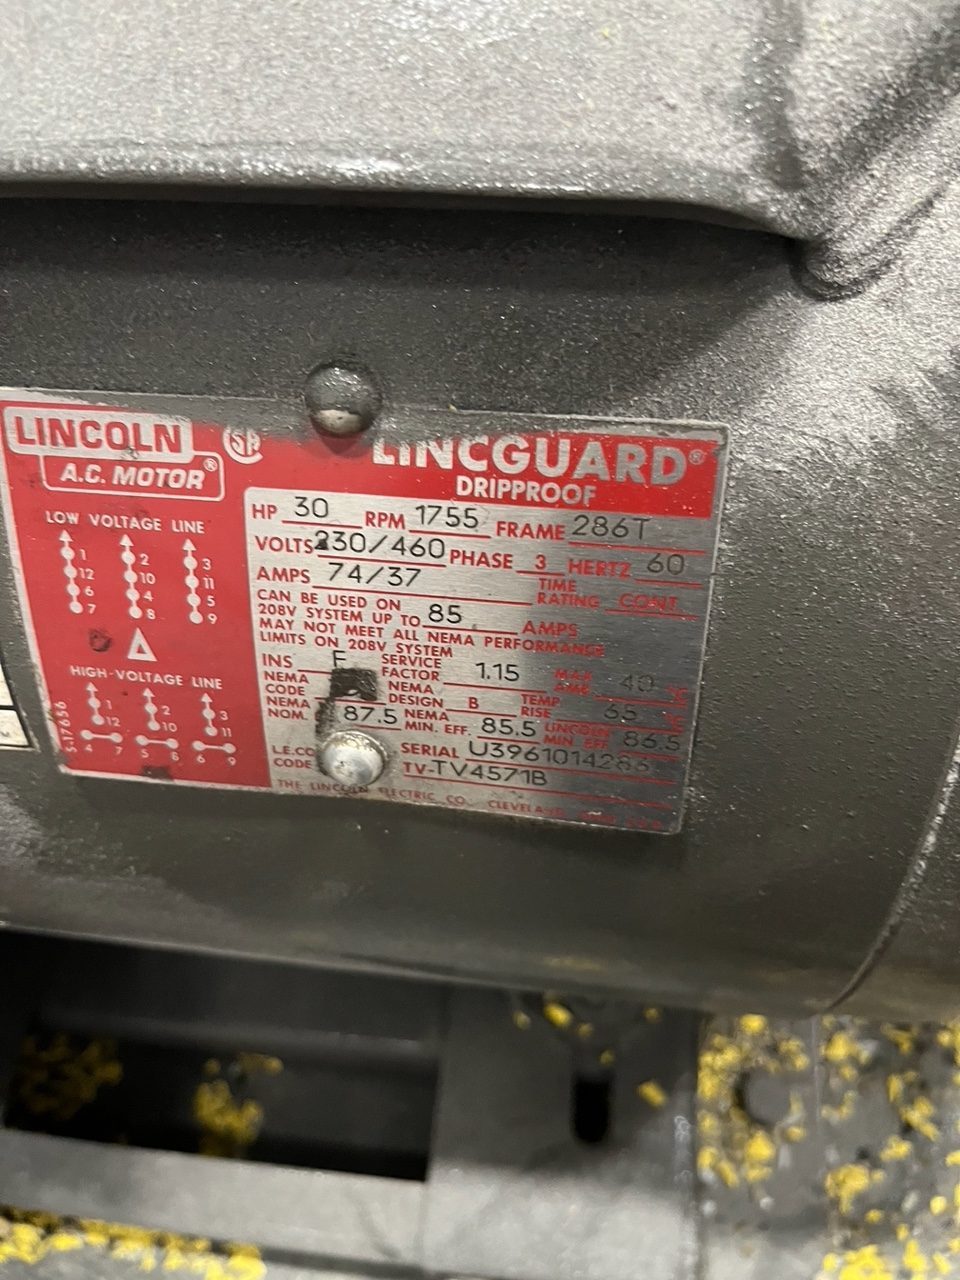 LINCOLN
A.C. MOTOR®
SA
LINCGUARD®
DRIPPROOF
LOW VOLTAGE LINE
1 2 3
12 10 11
6 4 5
7 8 9
HIGH-VOLTAGE LINE
1 2 3
12 10 11
4 7 5 8 6 9
S-17656
HP 30 RPM 1755 FRAME 286T
VOLTS 230/460 PHASE 3 HERTZ 60
AMPS 74/37 TIME RATING CONT.
CAN BE USED ON
208V SYSTEM UP TO 85 AMPS
MAY NOT MEET ALL NEMA PERFORMANCE
LIMITS ON 208V SYSTEM
INS F SERVICE FACTOR 1.15 MAX AMB 40 °C
NEMA CODE NEMA DESIGN B TEMP. RISE 65 °C
NEMA NOM. 87.5 NEMA MIN. EFF. 85.5 LINCOLN MIN. EFF. 86.5
SERIAL U3961014286
L.E.CO. CODE TV-TV4571B
THE LINCOLN ELECTRIC CO. CLEVELAND, OHIO U.S.A.